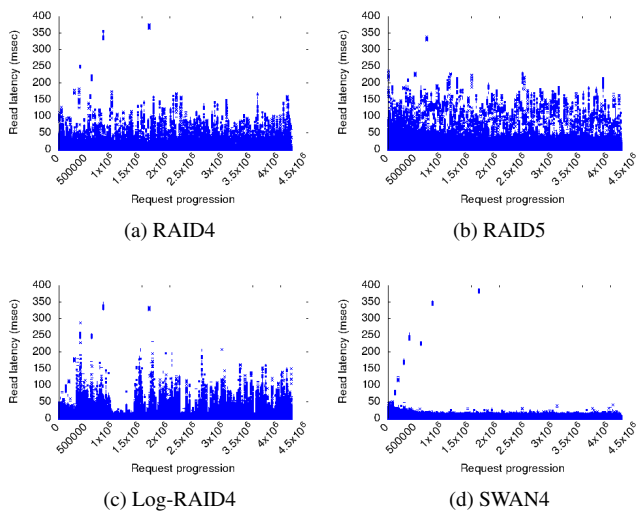 400
350
300
250
200
150
100
50
0
Read latency (msec)
0 500000 1x10⁶ 1.5x10⁶ 2x10⁶ 2.5x10⁶ 3x10⁶ 3.5x10⁶ 4x10⁶ 4.5x10⁶
Request progression
(a) RAID4
400
350
300
250
200
150
100
50
0
Read latency (msec)
0 500000 1x10⁶ 1.5x10⁶ 2x10⁶ 2.5x10⁶ 3x10⁶ 3.5x10⁶ 4x10⁶ 4.5x10⁶
Request progression
(b) RAID5
400
350
300
250
200
150
100
50
0
Read latency (msec)
0 500000 1x10⁶ 1.5x10⁶ 2x10⁶ 2.5x10⁶ 3x10⁶ 3.5x10⁶ 4x10⁶ 4.5x10⁶
Request progression
(c) Log-RAID4
400
350
300
250
200
150
100
50
0
Read latency (msec)
0 500000 1x10⁶ 1.5x10⁶ 2x10⁶ 2.5x10⁶ 3x10⁶ 3.5x10⁶ 4x10⁶ 4.5x10⁶
Request progression
(d) SWAN4